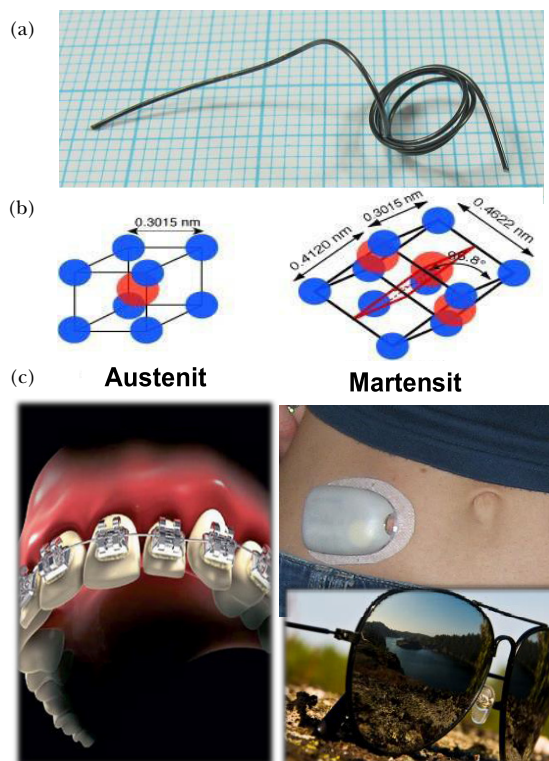 (a)
(b)
0.3015 nm
0.4120 nm
0.3015 nm
0.4622 nm
96.8°
Austenit
Martensit
(c)